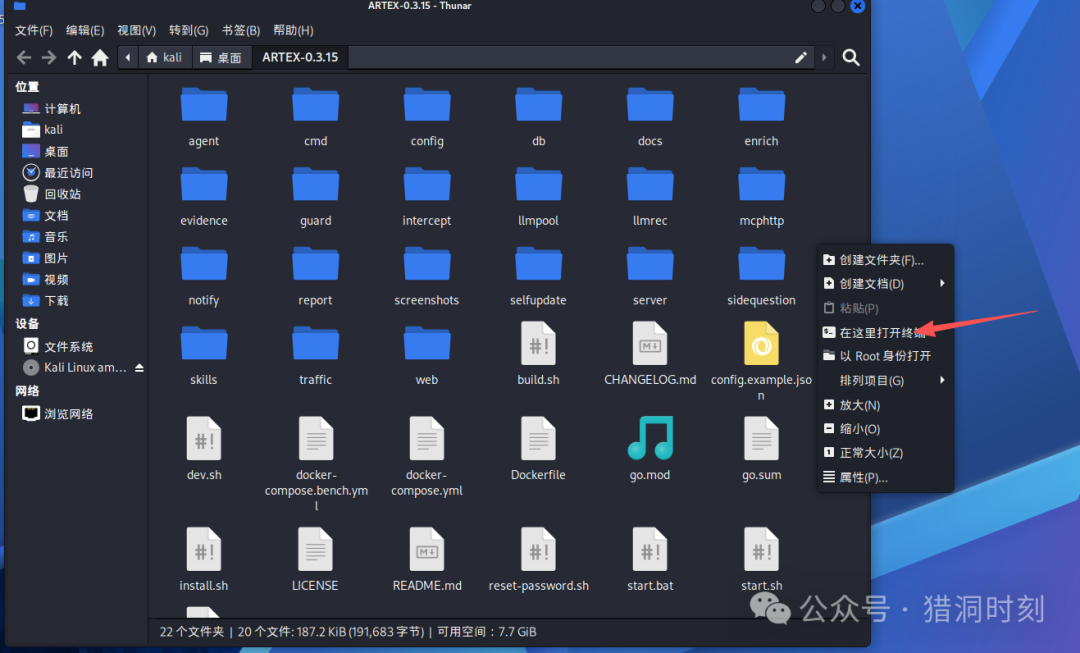 ARTEX-0.3.15 - Thunar
文件(F) 编辑(E) 视图(V) 转到(G) 书签(B) 帮助(H)
kali 桌面 ARTEX-0.3.15
位置
计算机
kali
桌面
最近访问
回收站
文档
音乐
图片
视频
下载
设备
文件系统
Kali Linux am...
网络
浏览网络
agent cmd config db docs enrich
evidence guard intercept llmpool llmrec mcphttp
notify report screenshots selfupdate server sidequestion
skills traffic web build.sh CHANGELOG.md config.example.jso
n
dev.sh docker- docker- Dockerfile go.mod go.sum
compose.bench.ym compose.yml
l
install.sh LICENSE README.md reset-password.sh start.bat start.sh
创建文件夹(F)...
创建文档(D)
粘贴(P)
在这里打开终端
以 Root 身份打开
排列项目(G)
放大(N)
缩小(O)
正常大小(Z)
属性(P)...
22 个文件夹 | 20 个文件: 187.2 KiB (191,683 字节) | 可用空间 : 7.7 GiB
公众号 · 猎洞时刻